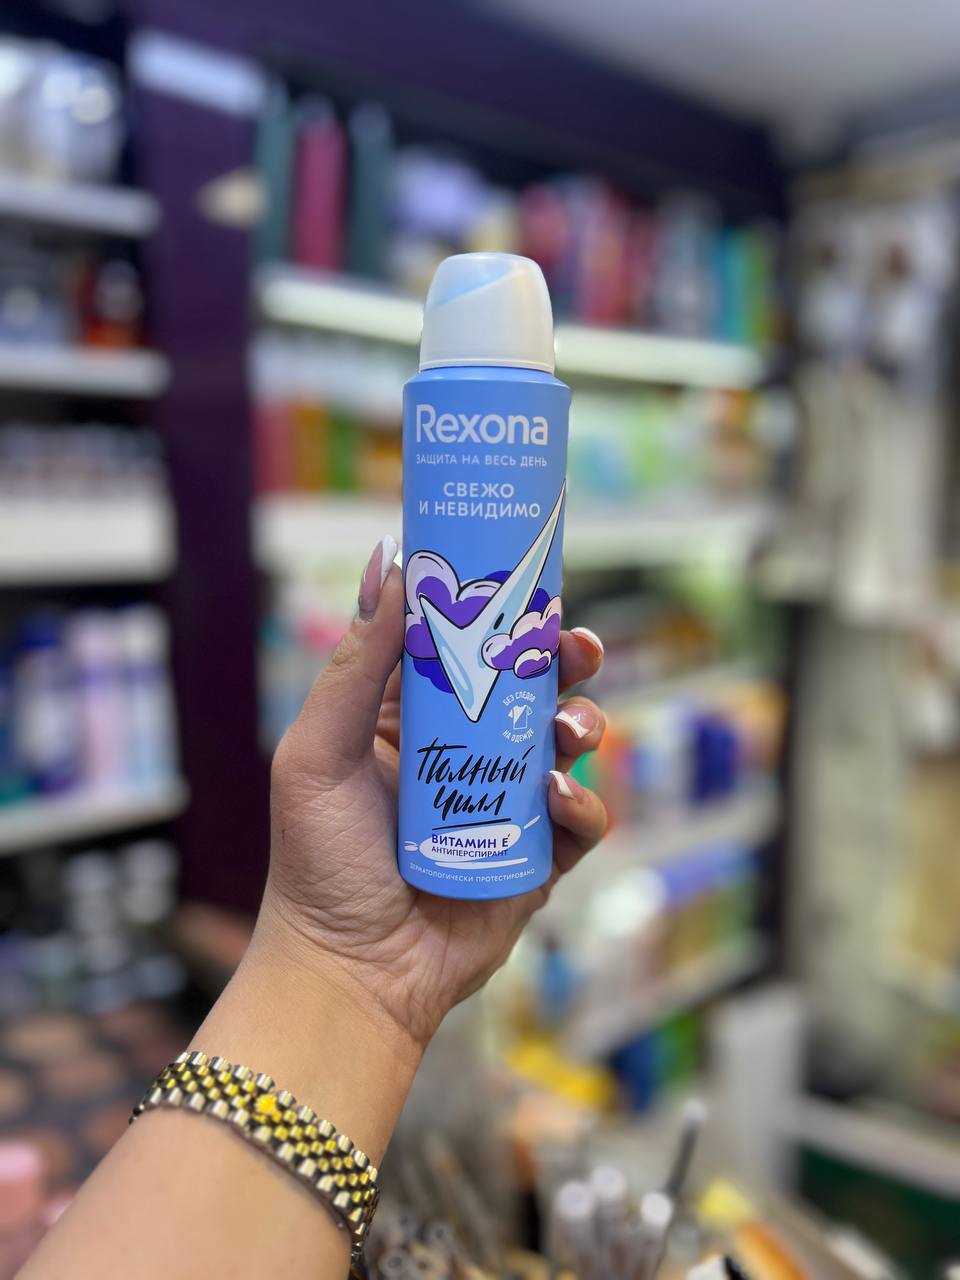 Rexona
ЗАЩИТА НА ВЕСЬ ДЕНЬ
СВЕЖО
И НЕВИДИМО
БЕЗ СЛЕДОВ
НА ОДЕЖДЕ
Полный
Чилл
ВИТАМИН Е
АНТИПЕРСПИРАНТ
ДЕРМАТОЛОГИЧЕСКИ ПРОТЕСТИРОВАНО